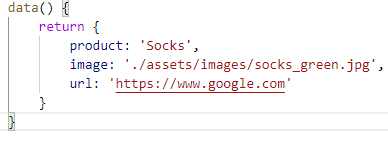 data() {
return {
product: 'Socks',
image: './assets/images/socks_green.jpg',
url: 'https://www.google.com'
}
}